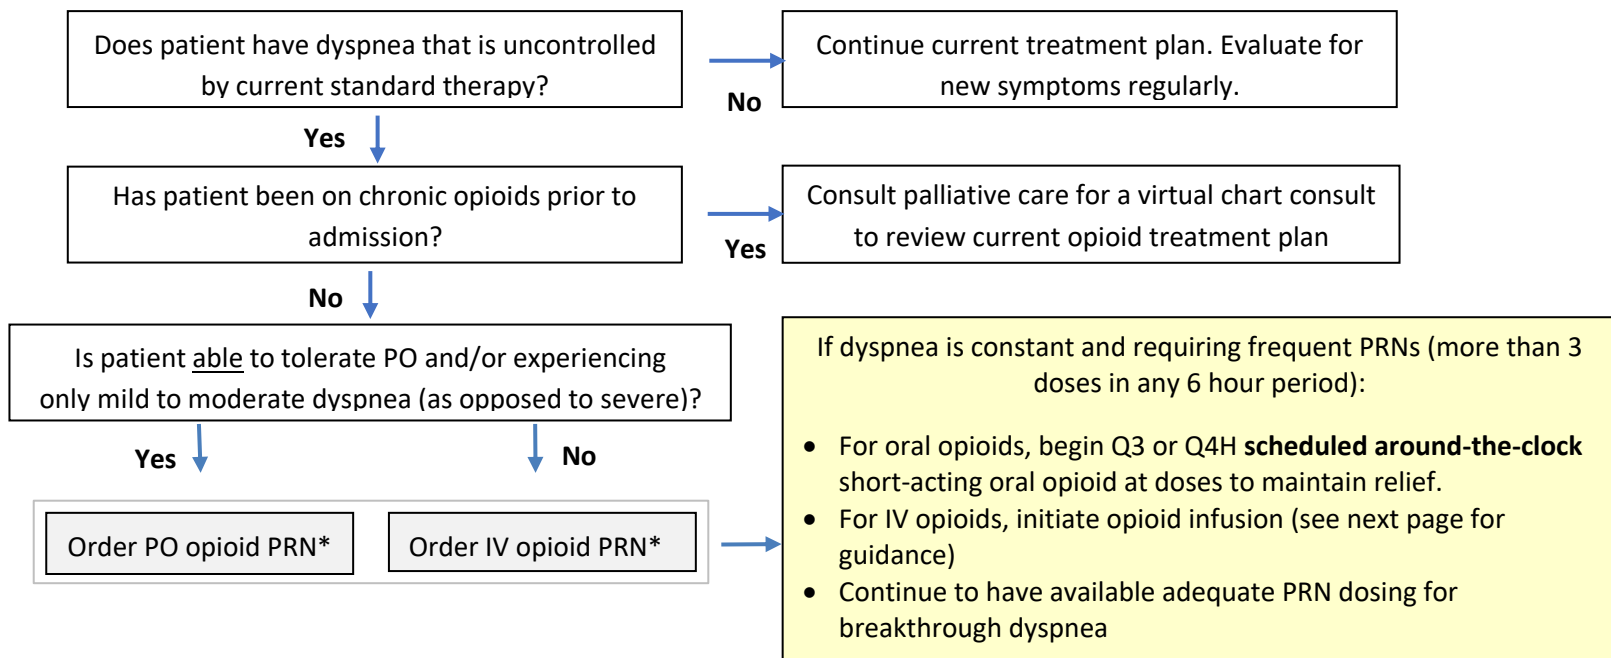 Does patient have dyspnea that is uncontrolled
by current standard therapy?
No
Continue current treatment plan. Evaluate for
new symptoms regularly.
Yes
Has patient been on chronic opioids prior to
admission?
Yes
Consult palliative care for a virtual chart consult
to review current opioid treatment plan
No
Is patient able to tolerate PO and/or experiencing
only mild to moderate dyspnea (as opposed to severe)?
Yes
No
Order PO opioid PRN*
Order IV opioid PRN*
If dyspnea is constant and requiring frequent PRNs (more than 3
doses in any 6 hour period):
• For oral opioids, begin Q3 or Q4H scheduled around-the-clock
short-acting oral opioid at doses to maintain relief.
• For IV opioids, initiate opioid infusion (see next page for
guidance)
• Continue to have available adequate PRN dosing for
breakthrough dyspnea